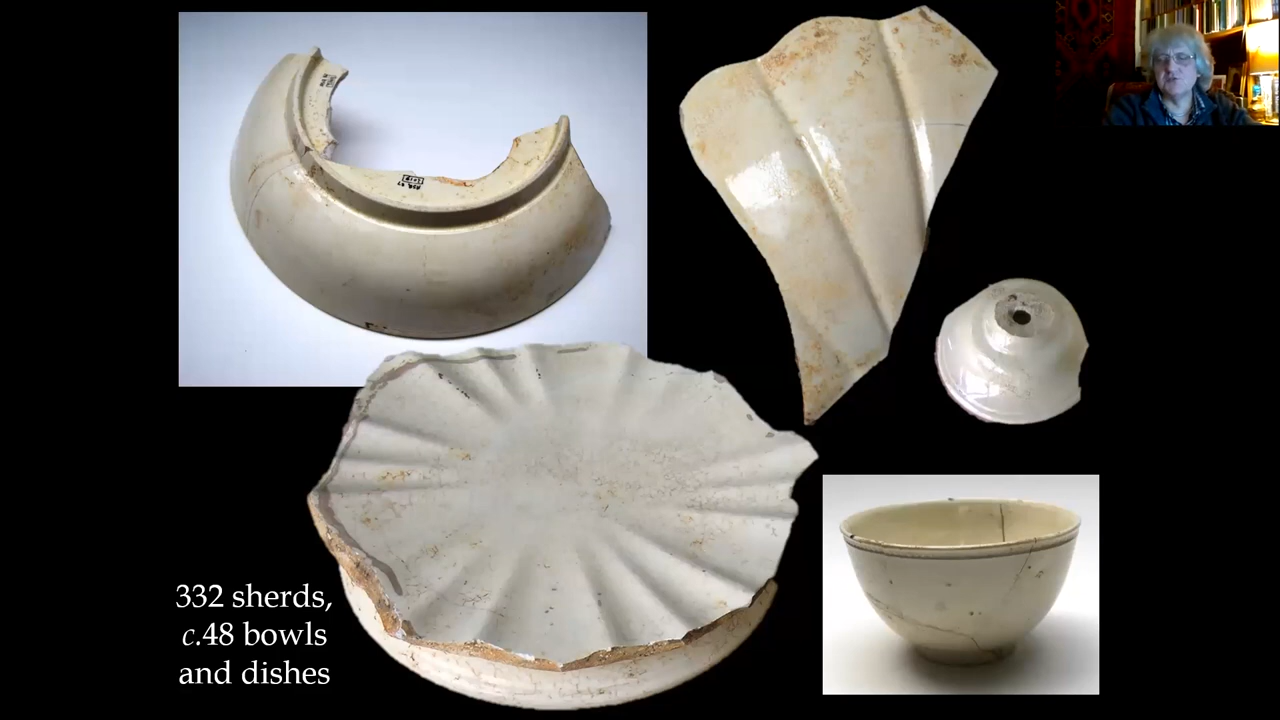 332 sherds,
c.48 bowls
and dishes